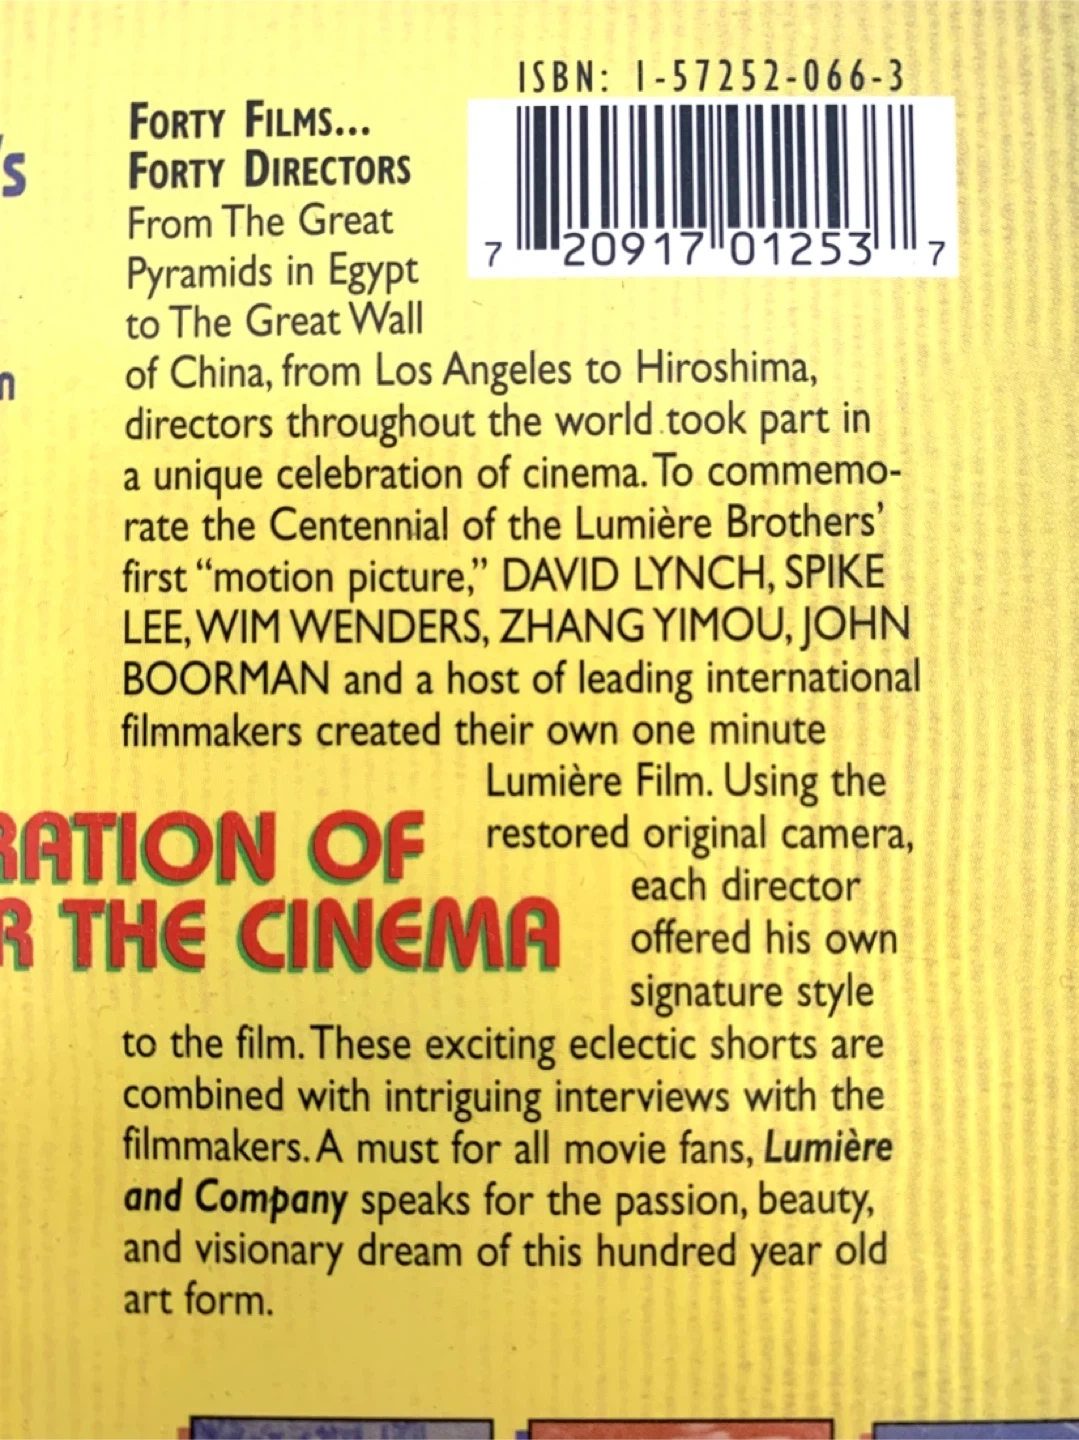 ISBN: 1-57252-066-3
7 20917 01253 7
FORTY FILMS...
FORTY DIRECTORS
From The Great
Pyramids in Egypt
to The Great Wall
of China, from Los Angeles to Hiroshima,
directors throughout the world took part in
a unique celebration of cinema. To commemo-
rate the Centennial of the Lumière Brothers'
first “motion picture,” DAVID LYNCH, SPIKE
LEE, WIM WENDERS, ZHANG YIMOU, JOHN
BOORMAN and a host of leading international
filmmakers created their own one minute
Lumière Film. Using the
restored original camera,
each director
offered his own
signature style
to the film. These exciting eclectic shorts are
combined with intriguing interviews with the
filmmakers. A must for all movie fans, Lumière
and Company speaks for the passion, beauty,
and visionary dream of this hundred year old
art form.
RATION OF
R THE CINEMA
's
n